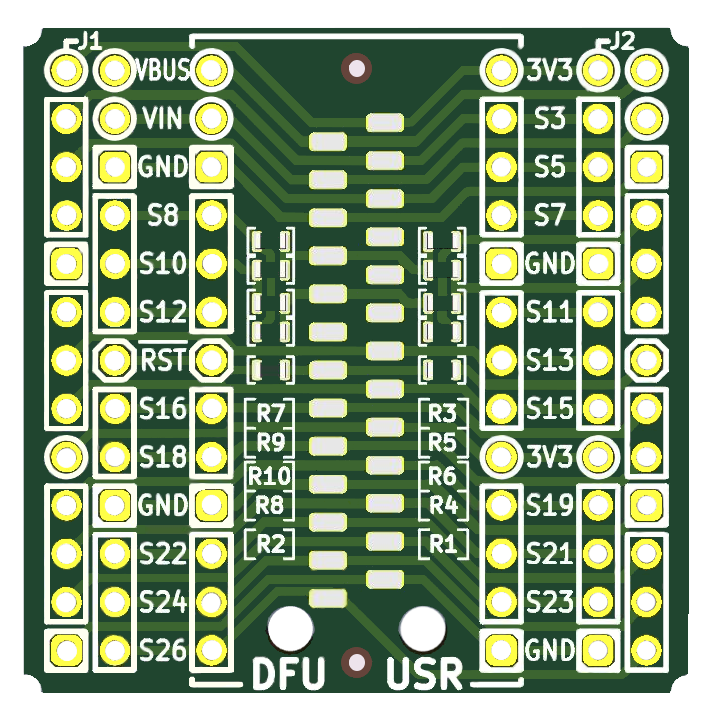 J1 J2
VBUS 3V3
VIN S3
GND S5
S8 S7
S10 GND
S12 S11
RST S13
R7 R3
S16 S15
R9 R5
S18 3V3
R10 R6
GND R8 R4 S19
R2 R1
S22 S21
S24 S23
S26 GND
DFU USR